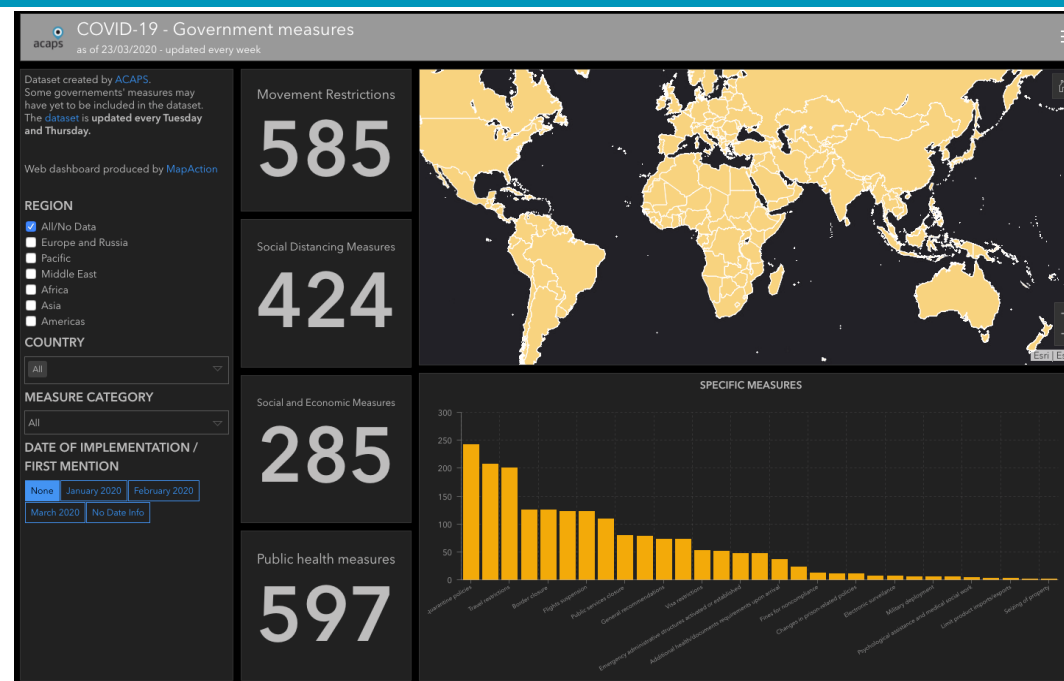 acaps
COVID-19 - Government measures
as of 23/03/2020 - updated every week
Dataset created by ACAPS.
Some governements' measures may
have yet to be included in the dataset.
The dataset is updated every Tuesday
and Thursday.
Web dashboard produced by MapAction
REGION
All/No Data
Europe and Russia
Pacific
Middle East
Africa
Asia
Americas
COUNTRY
All
MEASURE CATEGORY
All
DATE OF IMPLEMENTATION /
FIRST MENTION
None January 2020 February 2020
March 2020 No Date Info
Movement Restrictions
585
Social Distancing Measures
424
Social and Economic Measures
285
Public health measures
597
Esri |
SPECIFIC MEASURES
300
250
200
150
100
50
0
quarantine policies
Travel restrictions
Border closure
Flights suspension
Public services closure
General recommendations
Visa restrictions
Emergency administrative structures activated or established
Additional health/documents requirements upon arrival
Fines for noncompliance
Changes in prison-related policies
Electronic surveillance
Military deployment
Psychological assistance and medical social work
Limit product imports/exports
Seizing of property